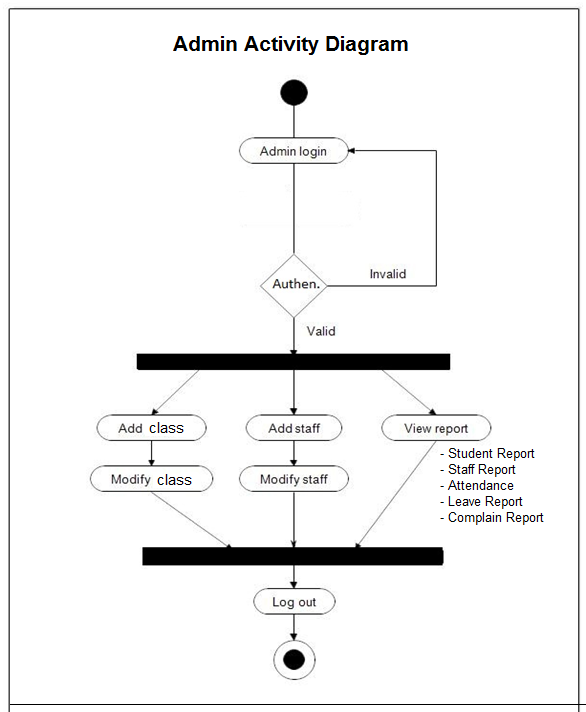 Admin Activity Diagram
Admin login
Invalid
Authen.
Valid
Add class
Add staff
View report
- Student Report
- Staff Report
- Attendance
- Leave Report
- Complain Report
Modify class
Modify staff
Log out